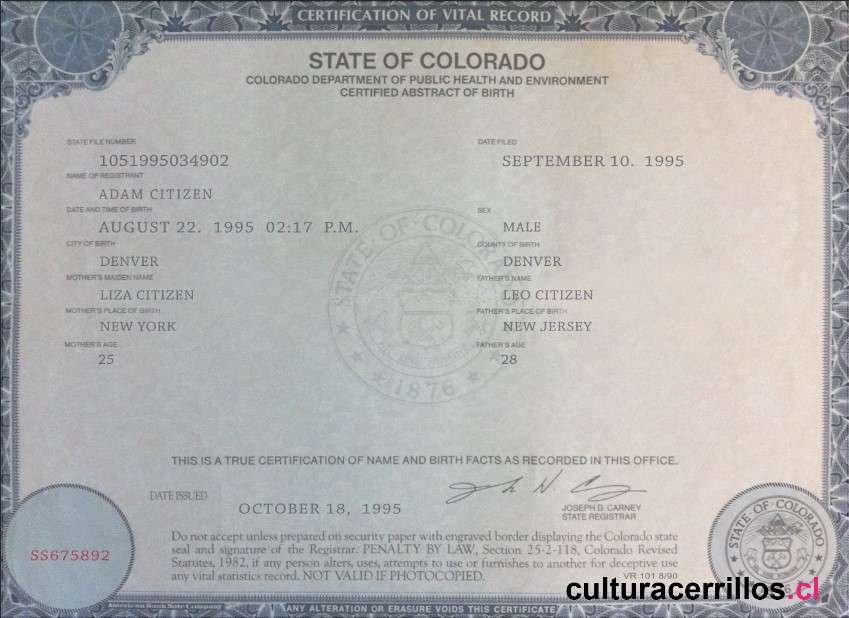 CERTIFICATION OF VITAL RECORD
STATE OF COLORADO
COLORADO DEPARTMENT OF PUBLIC HEALTH AND ENVIRONMENT
CERTIFIED ABSTRACT OF BIRTH
STATE FILE NUMBER DATE FILED
1051995034902 SEPTEMBER 10. 1995
NAME OF REGISTRANT
ADAM CITIZEN
DATE AND TIME OF BIRTH SEX
AUGUST 22. 1995 02:17 P.M. MALE
CITY OF BIRTH COUNTY OF BIRTH
DENVER DENVER
MOTHER'S MAIDEN NAME FATHER'S NAME
LIZA CITIZEN LEO CITIZEN
MOTHER'S PLACE OF BIRTH FATHER'S PLACE OF BIRTH
NEW YORK NEW JERSEY
MOTHER'S AGE FATHER'S AGE
25 28
STATE OF COLORADO
1876
THIS IS A TRUE CERTIFICATION OF NAME AND BIRTH FACTS AS RECORDED IN THIS OFFICE.
DATE ISSUED
OCTOBER 18, 1995
JOSEPH D. CARNEY
STATE REGISTRAR
STATE OF COLORADO
SS675892
Do not accept unless prepared on security paper with engraved border displaying the Colorado state
seal and signature of the Registrar. PENALTY BY LAW, Section 25-2-118, Colorado Revised
Statutes, 1982, if any person alters, uses, attempts to use or furnishes to another for deceptive use
any vital statistics record. NOT VALID IF PHOTOCOPIED.
VR 101 8/90
culturacerrillos.cl
American Bank Note Company
ANY ALTERATION OR ERASURE VOIDS THIS CERTIFICATE